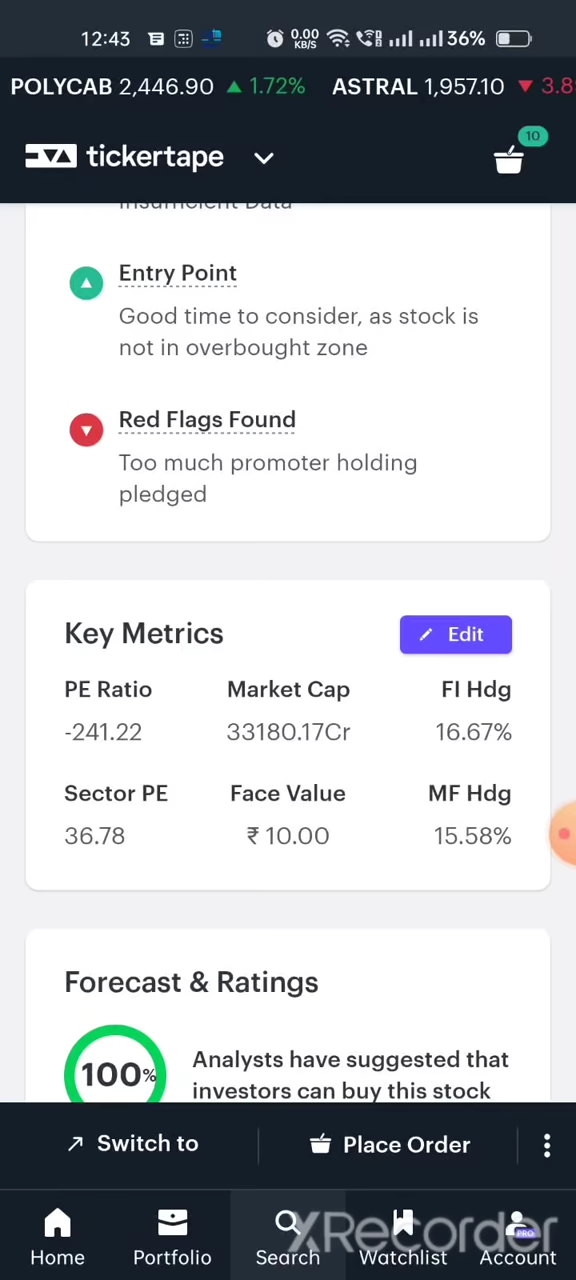 12:43 0.00 KB/S 36%
POLYCAB 2,446.90 ▲ 1.72% ASTRAL 1,957.10 ▼ 3.8
tickertape 10
Insufficient Data
Entry Point
Good time to consider, as stock is
not in overbought zone
Red Flags Found
Too much promoter holding
pledged
Key Metrics Edit
PE Ratio Market Cap FI Hdg
-241.22 33180.17Cr 16.67%
Sector PE Face Value MF Hdg
36.78 ₹ 10.00 15.58%
Forecast & Ratings
100% Analysts have suggested that
investors can buy this stock
Switch to Place Order
XRecorder
PRO
Home Portfolio Search Watchlist Account